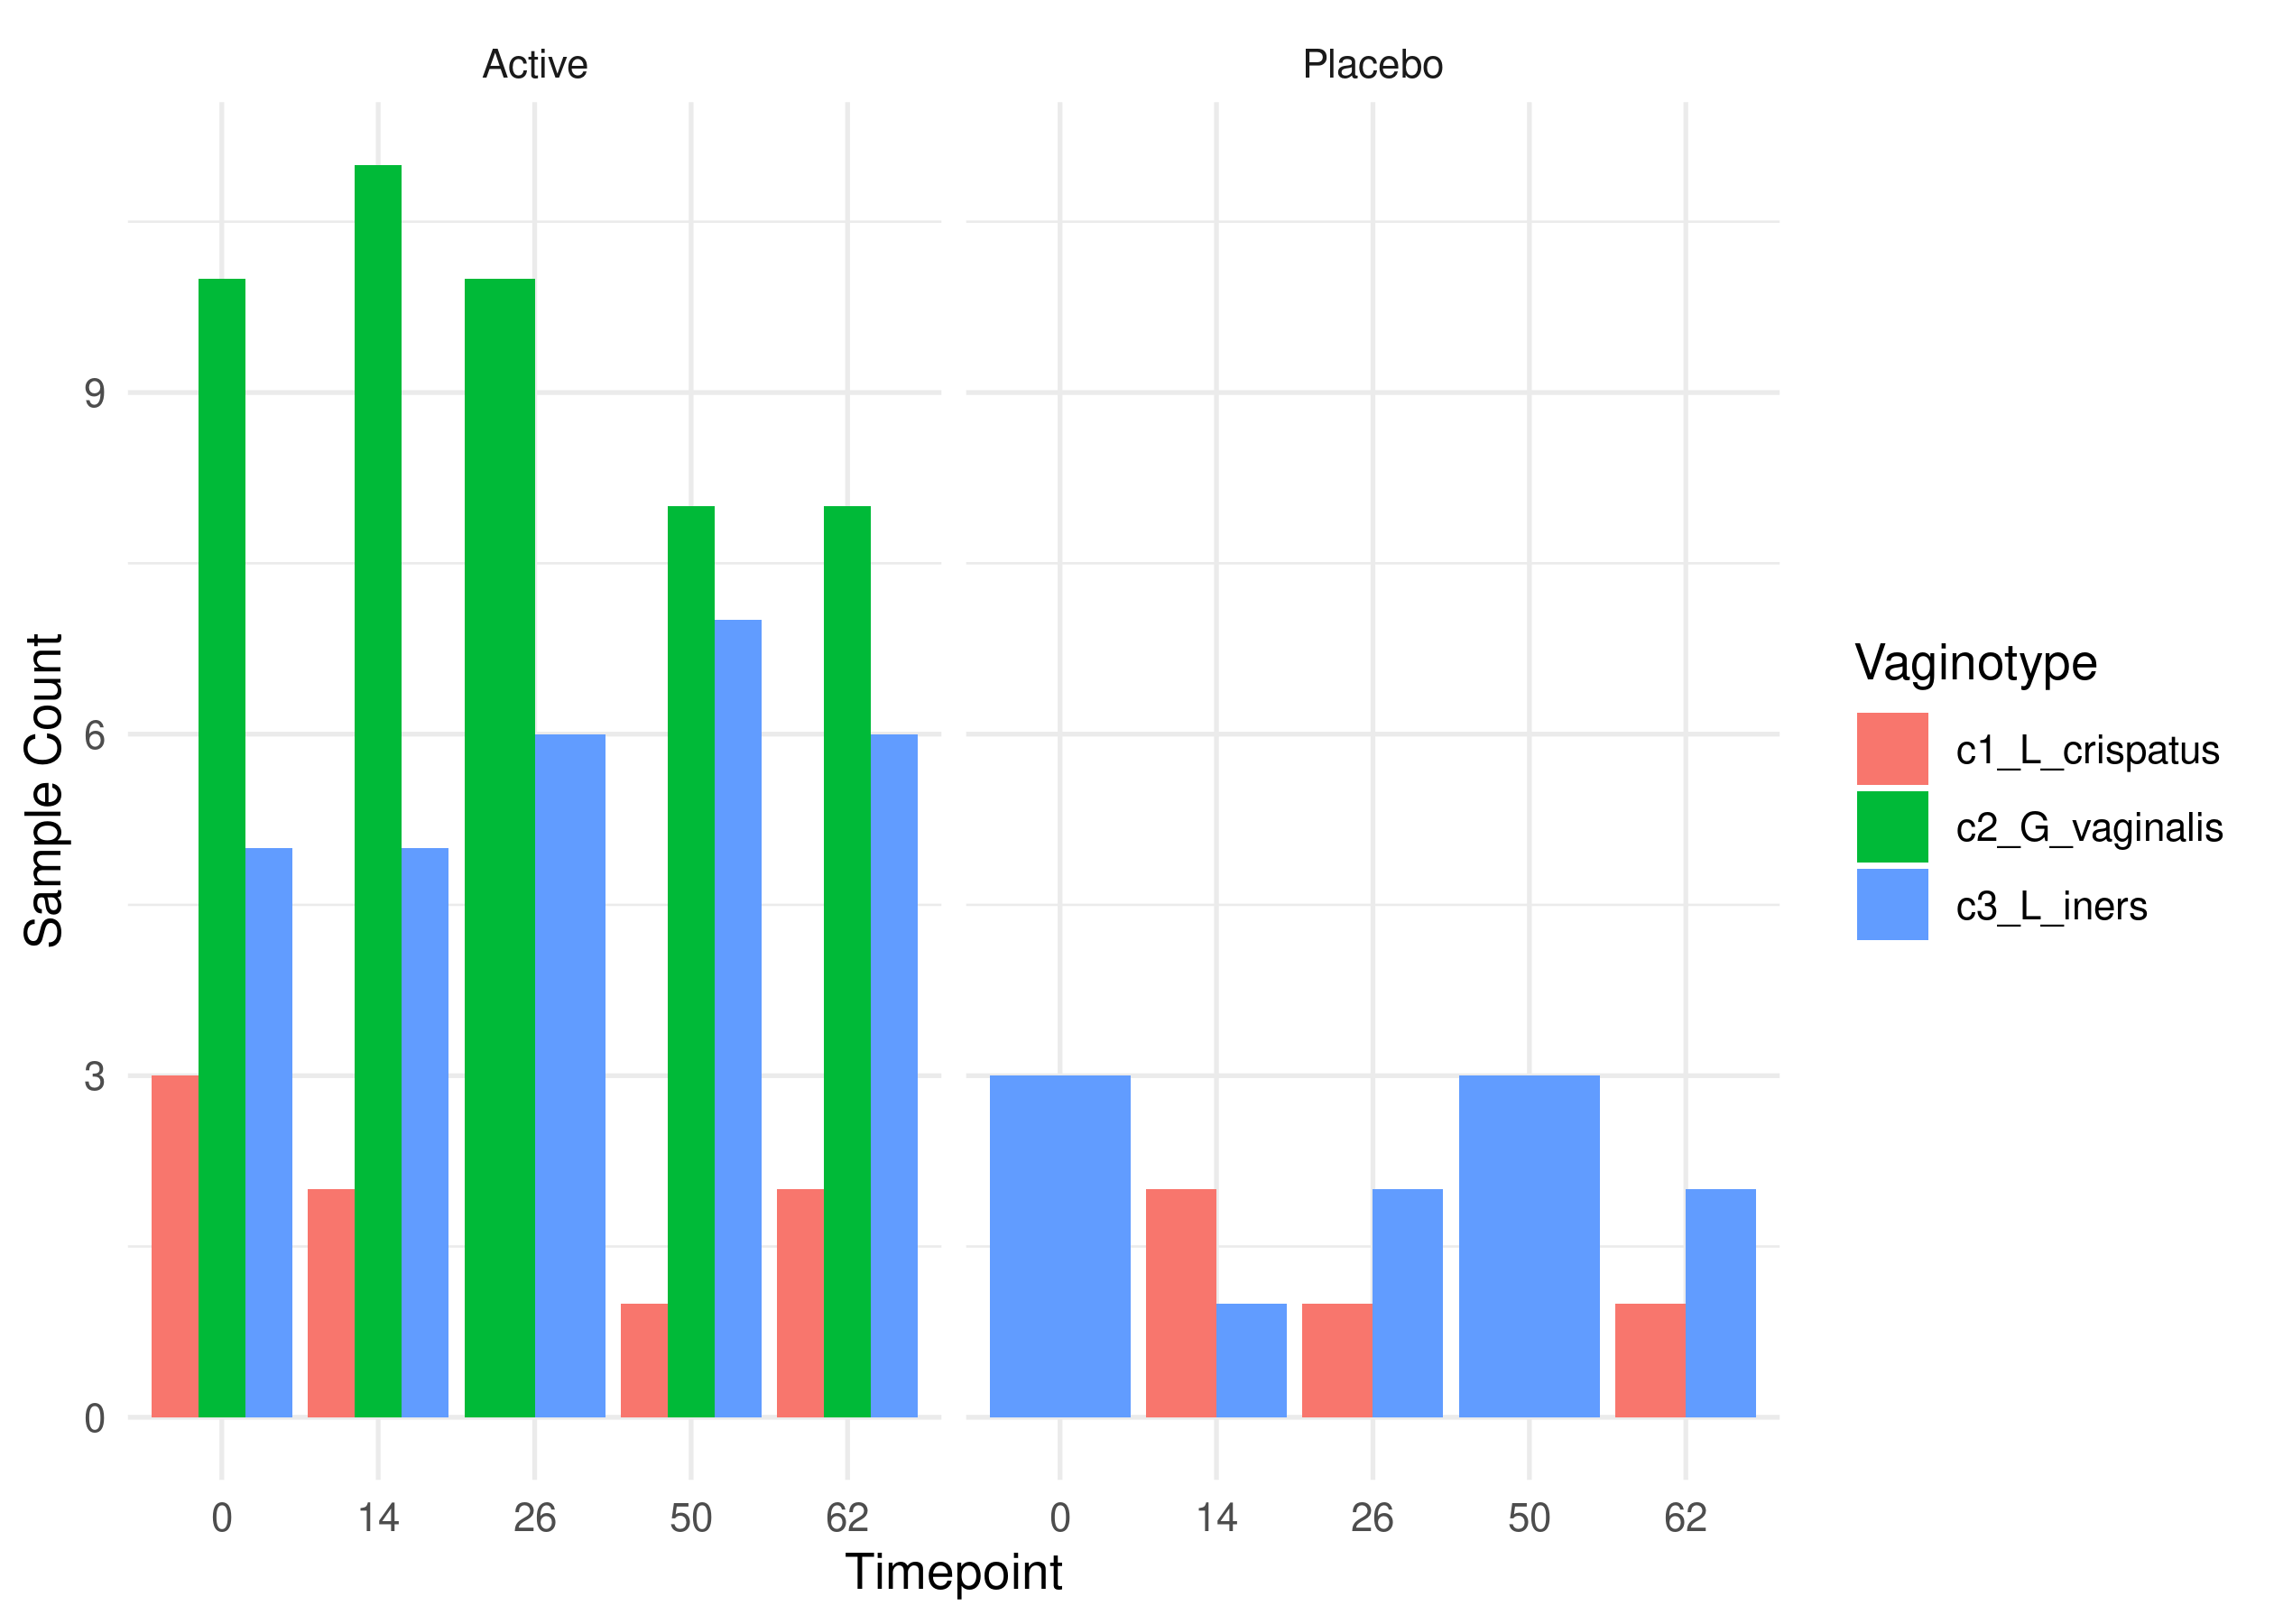 Active
Placebo
Sample Count
9
6
3
0
0 14 26 50 62
0 14 26 50 62
Timepoint
Vaginotype
c1_L_crispatus
c2_G_vaginalis
c3_L_iners